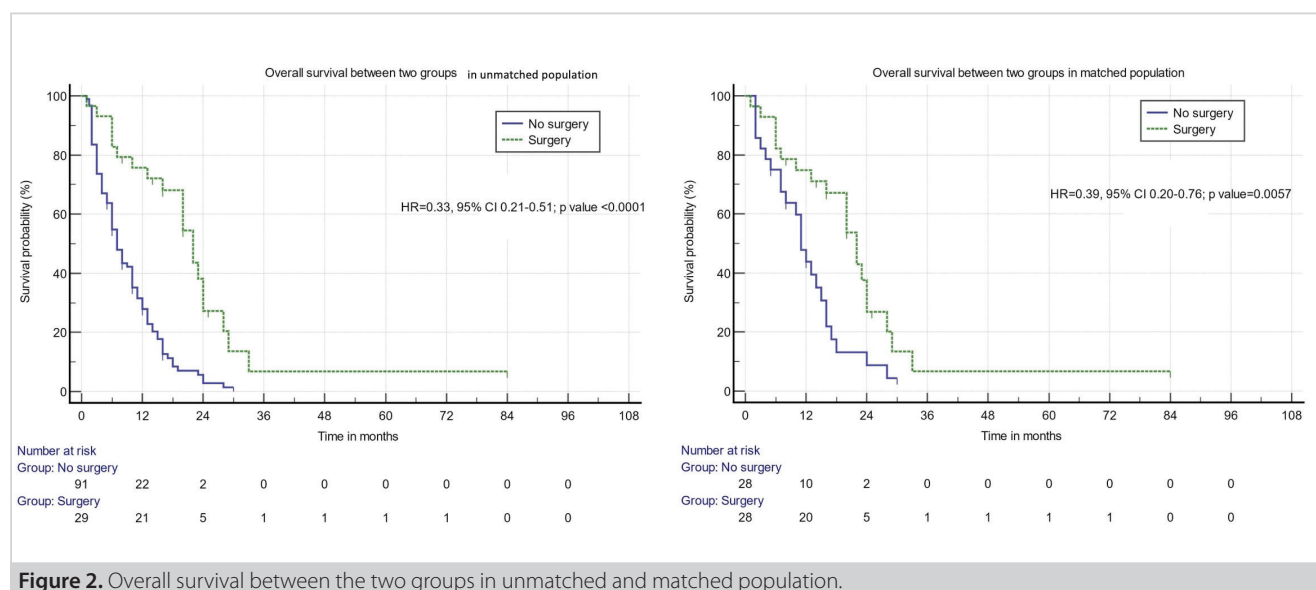 Overall survival between two groups in unmatched population
100
80
60
40
20
0
Survival probability (%)
No surgery
Surgery
HR=0.33, 95% CI 0.21-0.51; p value <0.0001
0 12 24 36 48 60 72 84 96 108
Time in months
Number at risk
Group: No surgery
91 22 2 0 0 0 0 0 0
Group: Surgery
29 21 5 1 1 1 1 0 0
Overall survival between two groups in matched population
100
80
60
40
20
0
Survival probability (%)
No surgery
Surgery
HR=0.39, 95% CI 0.20-0.76; p value=0.0057
0 12 24 36 48 60 72 84 96 108
Time in months
Number at risk
Group: No surgery
28 10 2 0 0 0 0 0 0
Group: Surgery
28 20 5 1 1 1 1 0 0
Figure 2. Overall survival between the two groups in unmatched and matched population.